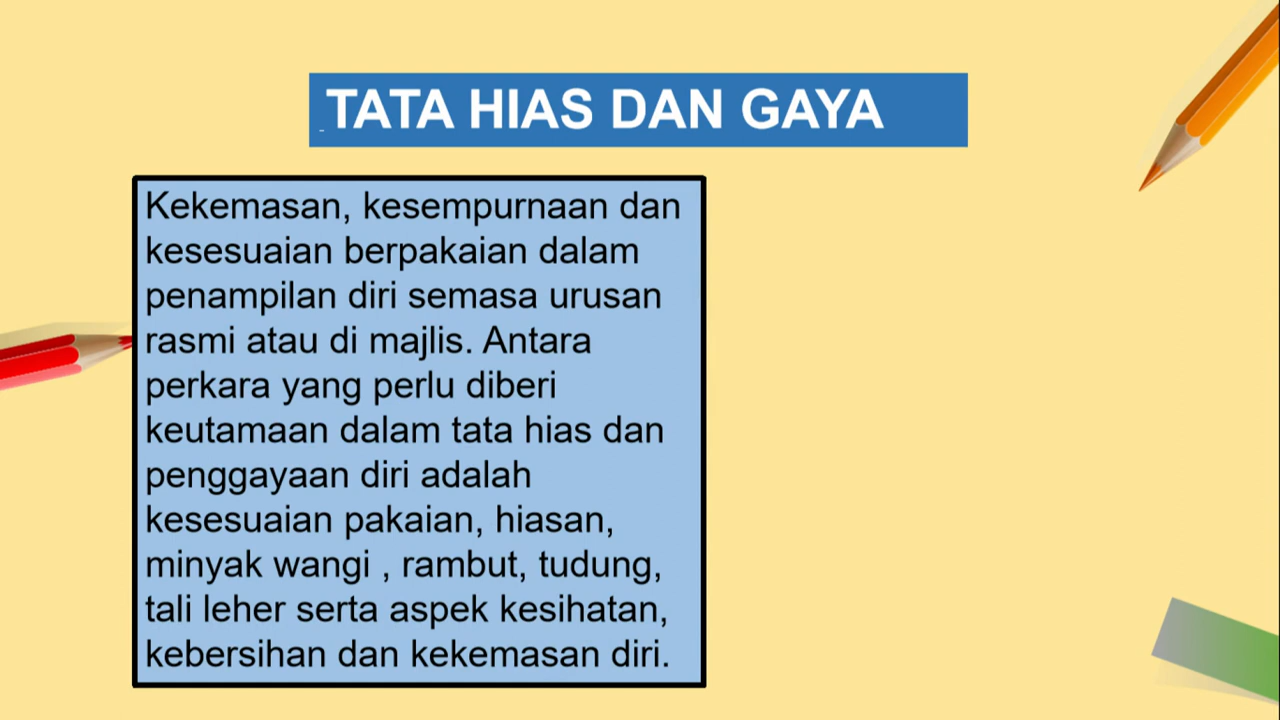 TATA HIAS DAN GAYA
Kekemasan, kesempurnaan dan
kesesuaian berpakaian dalam
penampilan diri semasa urusan
rasmi atau di majlis. Antara
perkara yang perlu diberi
keutamaan dalam tata hias dan
penggayaan diri adalah
kesesuaian pakaian, hiasan,
minyak wangi , rambut, tudung,
tali leher serta aspek kesihatan,
kebersihan dan kekemasan diri.